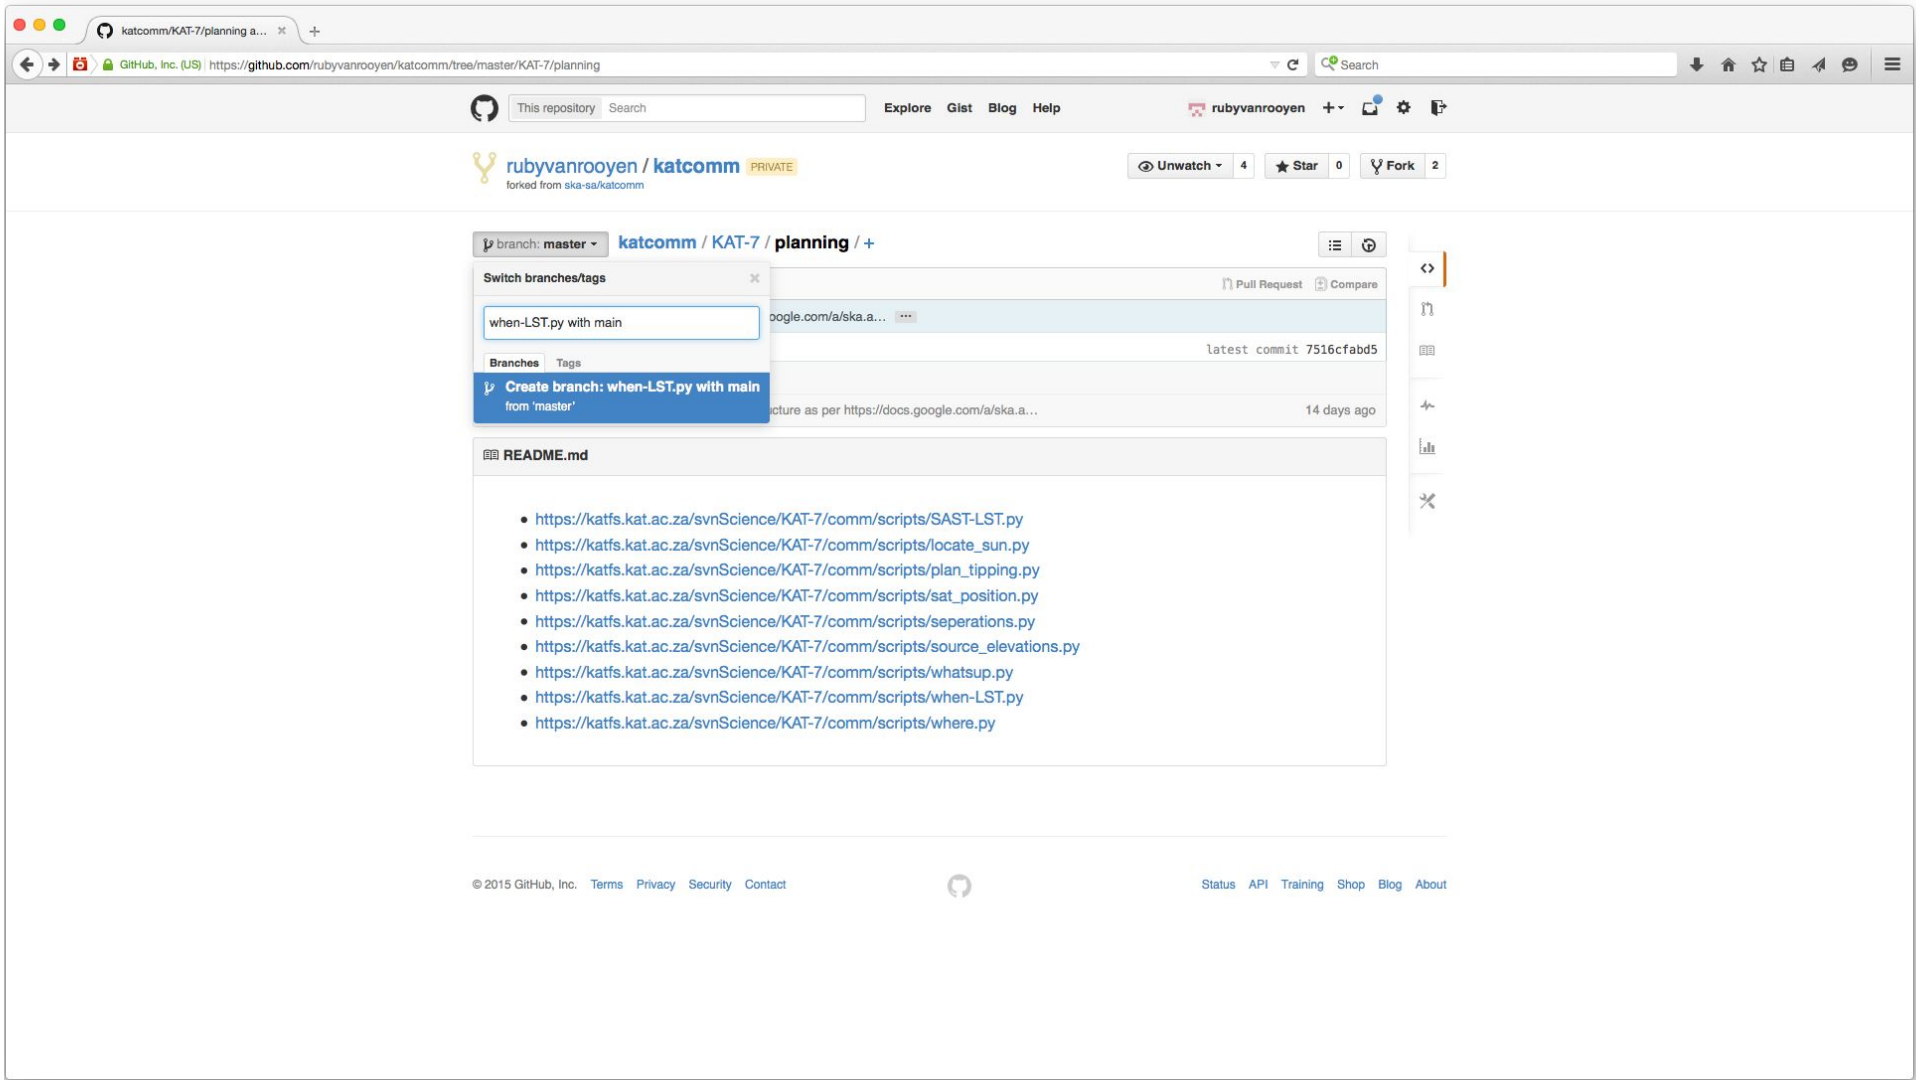 katcomm/KAT-7/planning a...
GitHub, Inc. (US) https://github.com/rubyvanrooyen/katcomm/tree/master/KAT-7/planning
Search
This repository Search
Explore Gist Blog Help
rubyvanrooyen
rubyvanrooyen / katcomm PRIVATE
forked from ska-sa/katcomm
Unwatch 4 Star 0 Fork 2
branch: master
katcomm / KAT-7 / planning / +
Switch branches/tags
Pull Request Compare
when-LST.py with main
oogle.com/a/ska.a... ...
latest commit 7516cfabd5
Branches Tags
Create branch: when-LST.py with main
from 'master'
ucture as per https://docs.google.com/a/ska.a... 14 days ago
README.md
• https://katfs.kat.ac.za/svnScience/KAT-7/comm/scripts/SAST-LST.py
• https://katfs.kat.ac.za/svnScience/KAT-7/comm/scripts/locate_sun.py
• https://katfs.kat.ac.za/svnScience/KAT-7/comm/scripts/plan_tipping.py
• https://katfs.kat.ac.za/svnScience/KAT-7/comm/scripts/sat_position.py
• https://katfs.kat.ac.za/svnScience/KAT-7/comm/scripts/seperations.py
• https://katfs.kat.ac.za/svnScience/KAT-7/comm/scripts/source_elevations.py
• https://katfs.kat.ac.za/svnScience/KAT-7/comm/scripts/whatsup.py
• https://katfs.kat.ac.za/svnScience/KAT-7/comm/scripts/when-LST.py
• https://katfs.kat.ac.za/svnScience/KAT-7/comm/scripts/where.py
© 2015 GitHub, Inc. Terms Privacy Security Contact
Status API Training Shop Blog About